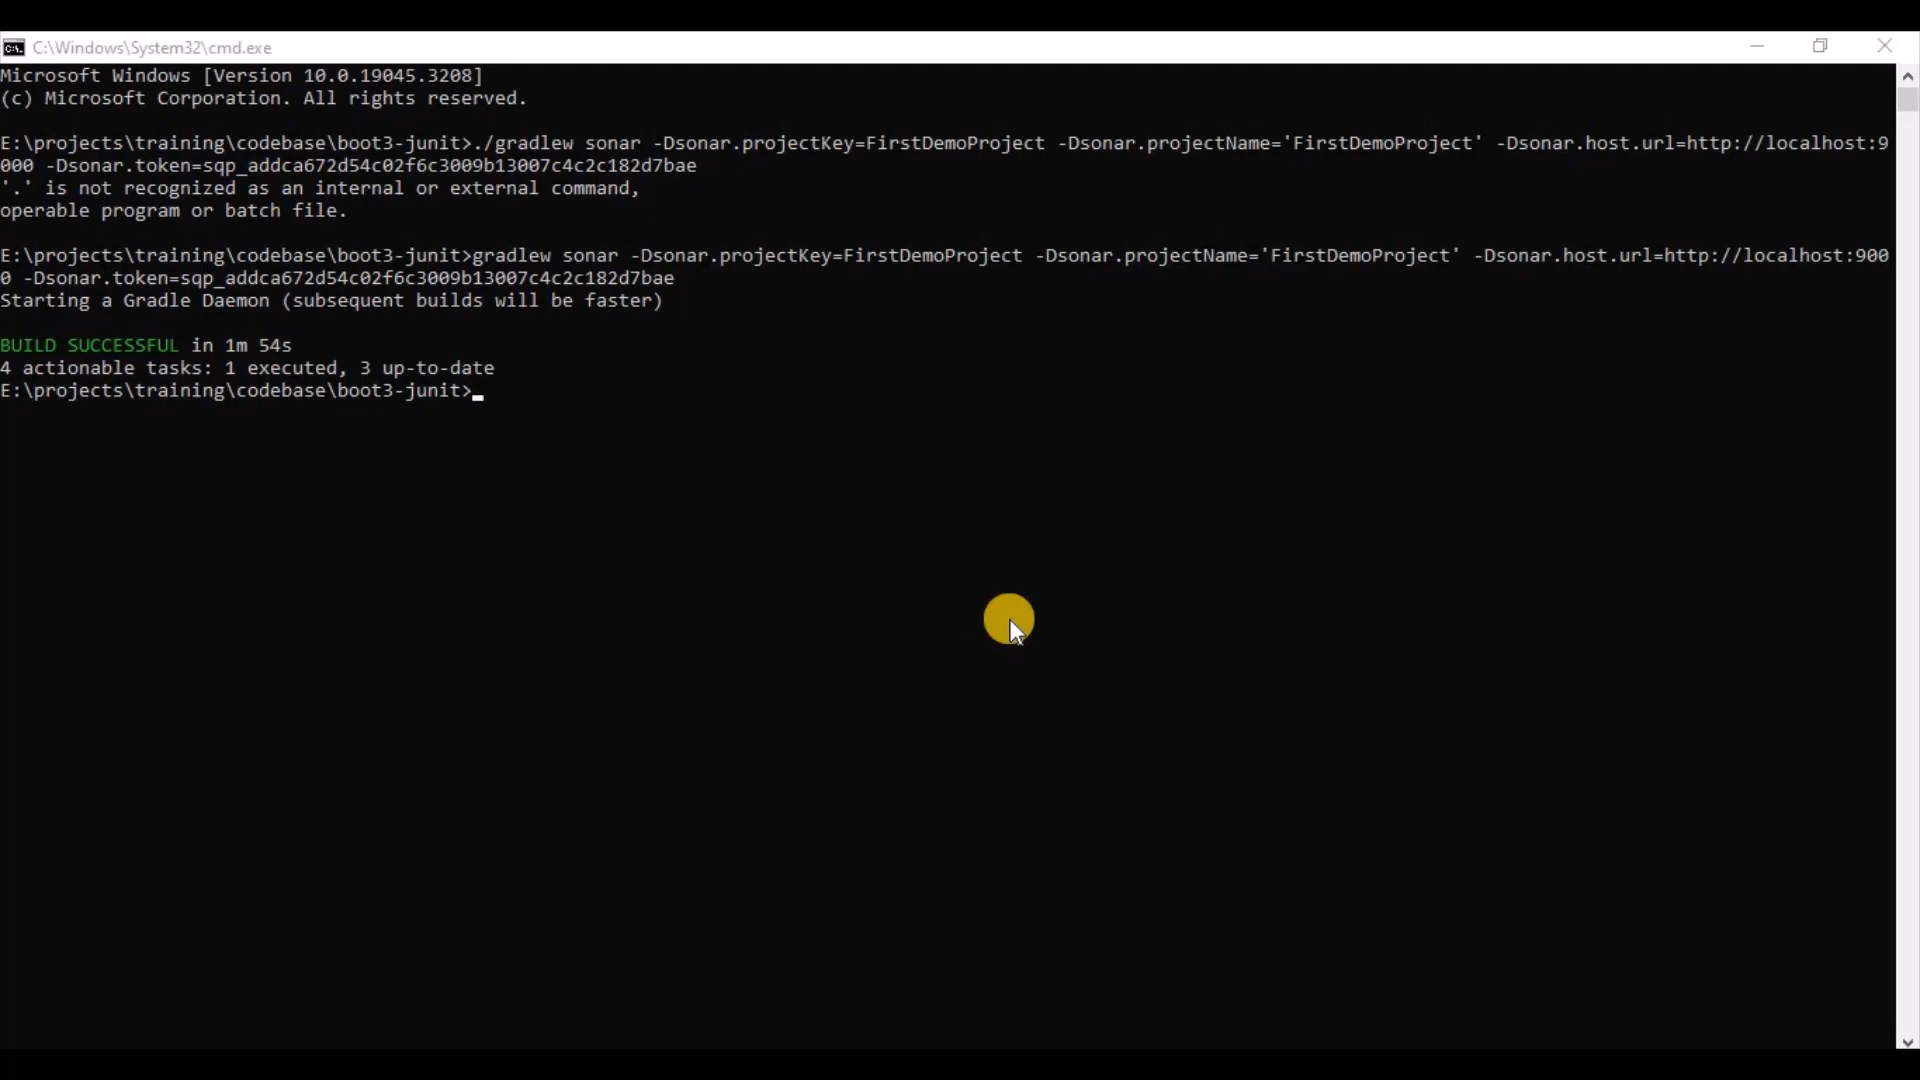 C:\Windows\System32\cmd.exe
Microsoft Windows [Version 10.0.19045.3208]
(c) Microsoft Corporation. All rights reserved.
E:\projects\training\codebase\boot3-junit>./gradlew sonar -Dsonar.projectKey=FirstDemoProject -Dsonar.projectName='FirstDemoProject' -Dsonar.host.url=http://localhost:9
000 -Dsonar.token=sqp_addca672d54c02f6c3009b13007c4c2c182d7bae
'.' is not recognized as an internal or external command,
operable program or batch file.
E:\projects\training\codebase\boot3-junit>gradlew sonar -Dsonar.projectKey=FirstDemoProject -Dsonar.projectName='FirstDemoProject' -Dsonar.host.url=http://localhost:900
0 -Dsonar.token=sqp_addca672d54c02f6c3009b13007c4c2c182d7bae
Starting a Gradle Daemon (subsequent builds will be faster)
BUILD SUCCESSFUL in 1m 54s
4 actionable tasks: 1 executed, 3 up-to-date
E:\projects\training\codebase\boot3-junit>